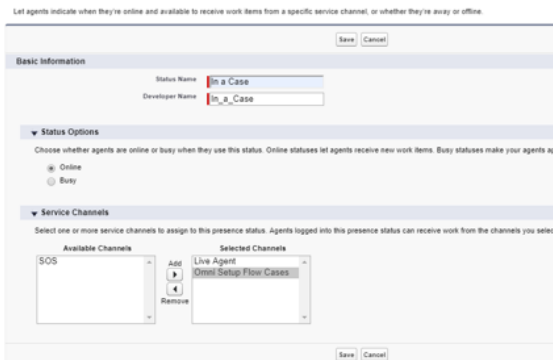 Let agents indicate when they're online and available to receive work items from a specific service channel, or whether they're away or offline.
Save Cancel
Basic Information
Status Name In a Case
Developer Name In_a_Case
Status Options
Choose whether agents are online or busy when they use this status. Online statuses let agents receive new work items. Busy statuses make your agents
Online
Busy
Service Channels
Select one or more service channels to assign to this presence status. Agents logged into this presence status can receive work from the channels you
Available Channels Selected Channels
SOS Add Live Agent
Omni Setup Flow Cases
Remove
Save Cancel